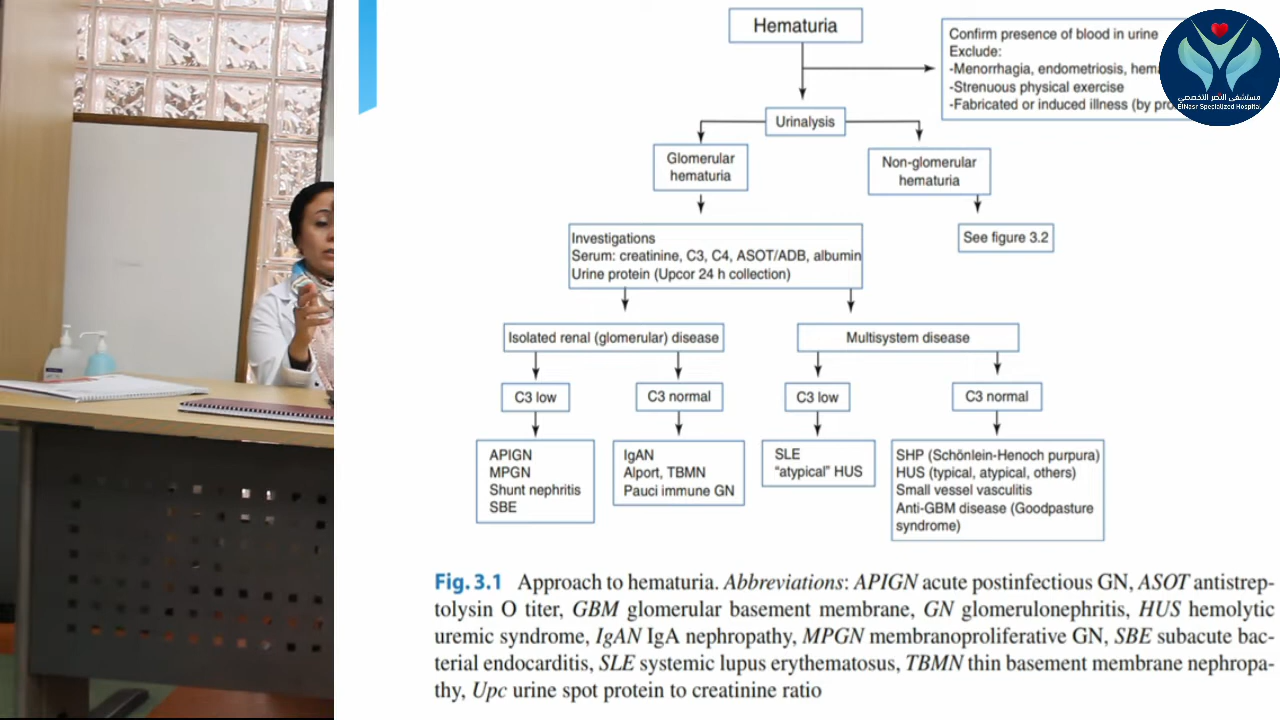 Hematuria
Confirm presence of blood in urine
Exclude:
-Menorrhagia, endometriosis,
-Strenuous physical exercise
-Fabricated or induced illness (by
مستشفى النصر التخصصي
ElNasr Specialized Hospital
Urinalysis
Glomerular
hematuria
Non-glomerular
hematuria
See figure 3.2
Investigations
Serum: creatinine, C3, C4, ASOT/ADB, albumin
Urine protein (Upcor 24 h collection)
Isolated renal (glomerular) disease
Multisystem disease
C3 low
C3 normal
C3 low
C3 normal
APIGN
MPGN
Shunt nephritis
SBE
IgAN
Alport, TBMN
Pauci immune GN
SLE
“atypical” HUS
SHP (Schönlein-Henoch purpura)
HUS (typical, atypical, others)
Small vessel vasculitis
Anti-GBM disease (Goodpasture
syndrome)
Fig. 3.1 Approach to hematuria. Abbreviations: APIGN acute postinfectious GN, ASOT antistrep-
tolysin O titer, GBM glomerular basement membrane, GN glomerulonephritis, HUS hemolytic
uremic syndrome, IgAN IgA nephropathy, MPGN membranoproliferative GN, SBE subacute bac-
terial endocarditis, SLE systemic lupus erythematosus, TBMN thin basement membrane nephropa-
thy, Upc urine spot protein to creatinine ratio